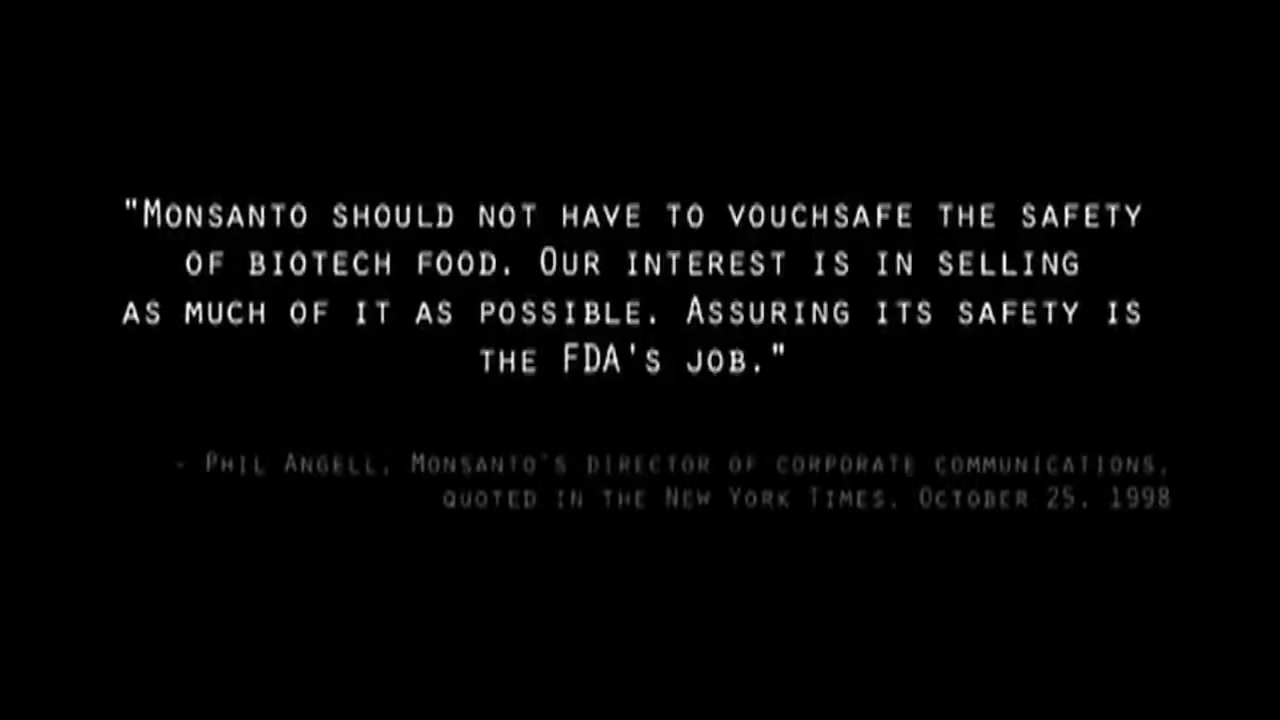 "Monsanto should not have to vouchsafe the safety
of biotech food. Our interest is in selling
as much of it as possible. Assuring its safety is
the FDA's job."
- Phil Angell, Monsanto's director of corporate communications,
quoted in the New York Times, October 25, 1998